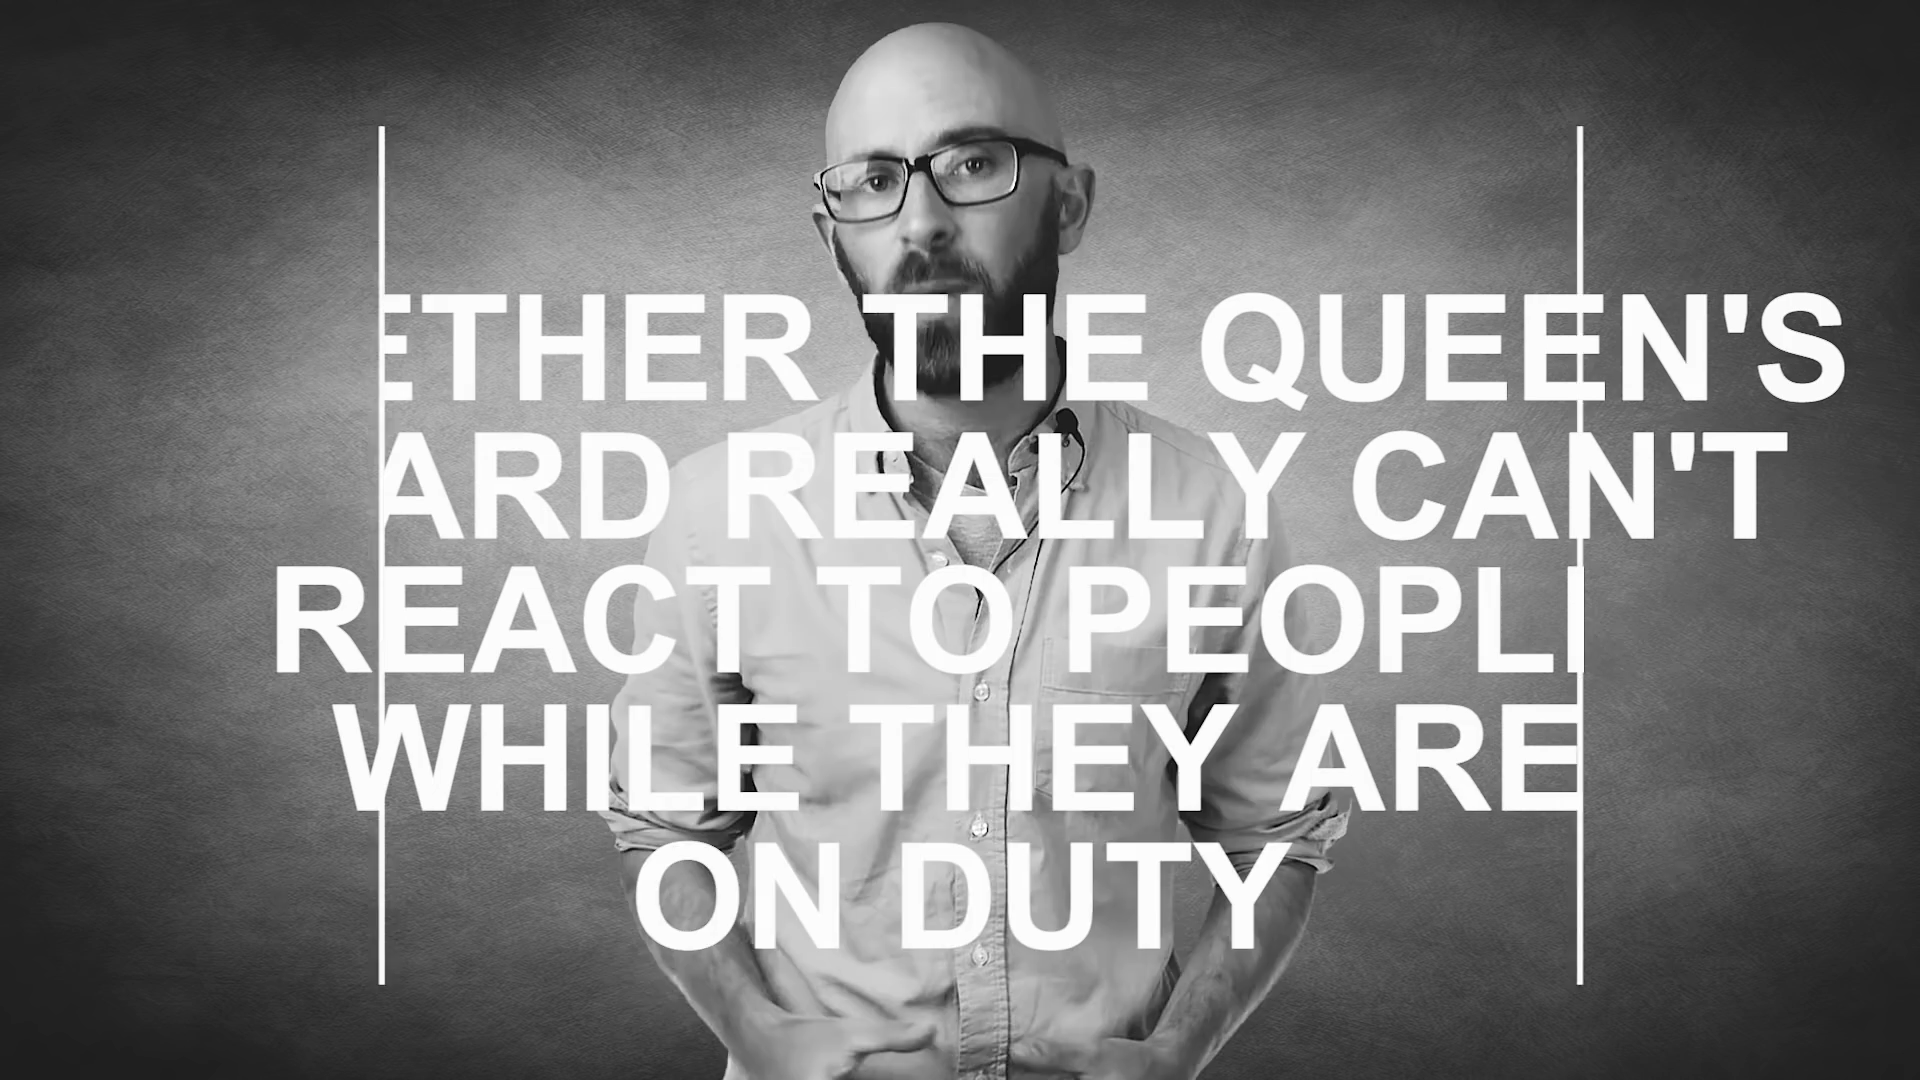 ETHER THE QUEEN'S
ARD REALLY CAN'T
REACT TO PEOPL
WHILE THEY ARE
ON DUTY